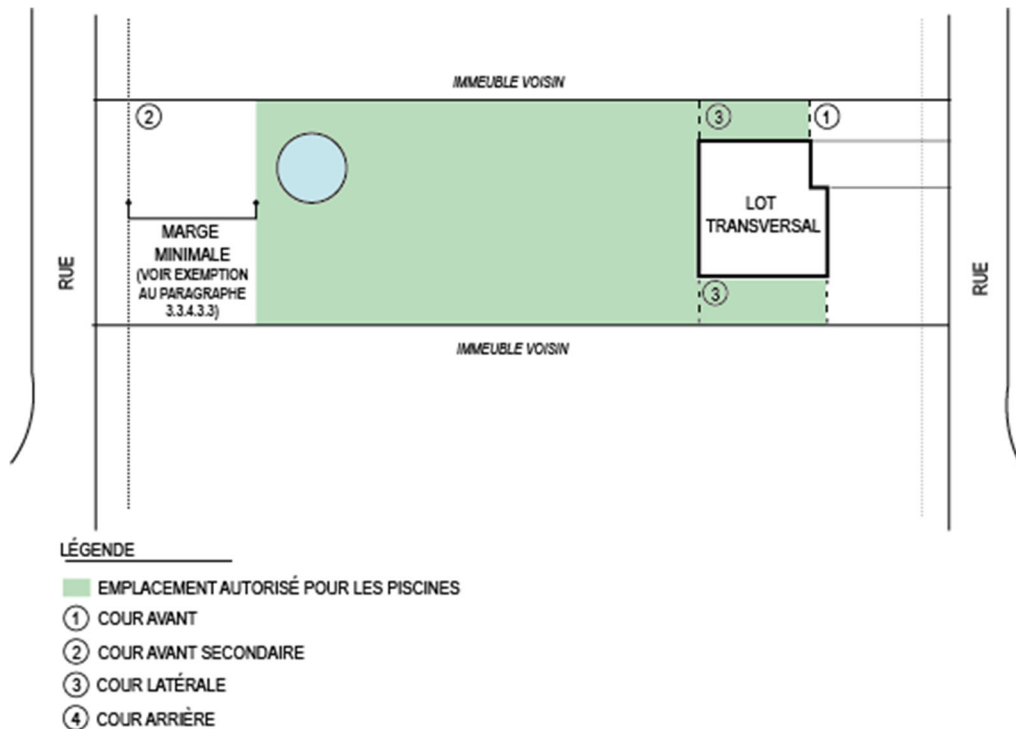 IMMEUBLE VOISIN
2
3
1
LOT
TRANSVERSAL
MARGE
MINIMALE
(VOIR EXEMPTION
AU PARAGRAPHE
3.3.4.3.3)
RUE
RUE
3
IMMEUBLE VOISIN
LÉGENDE
EMPLACEMENT AUTORISÉ POUR LES PISCINES
1 COUR AVANT
2 COUR AVANT SECONDAIRE
3 COUR LATÉRALE
4 COUR ARRIÈRE